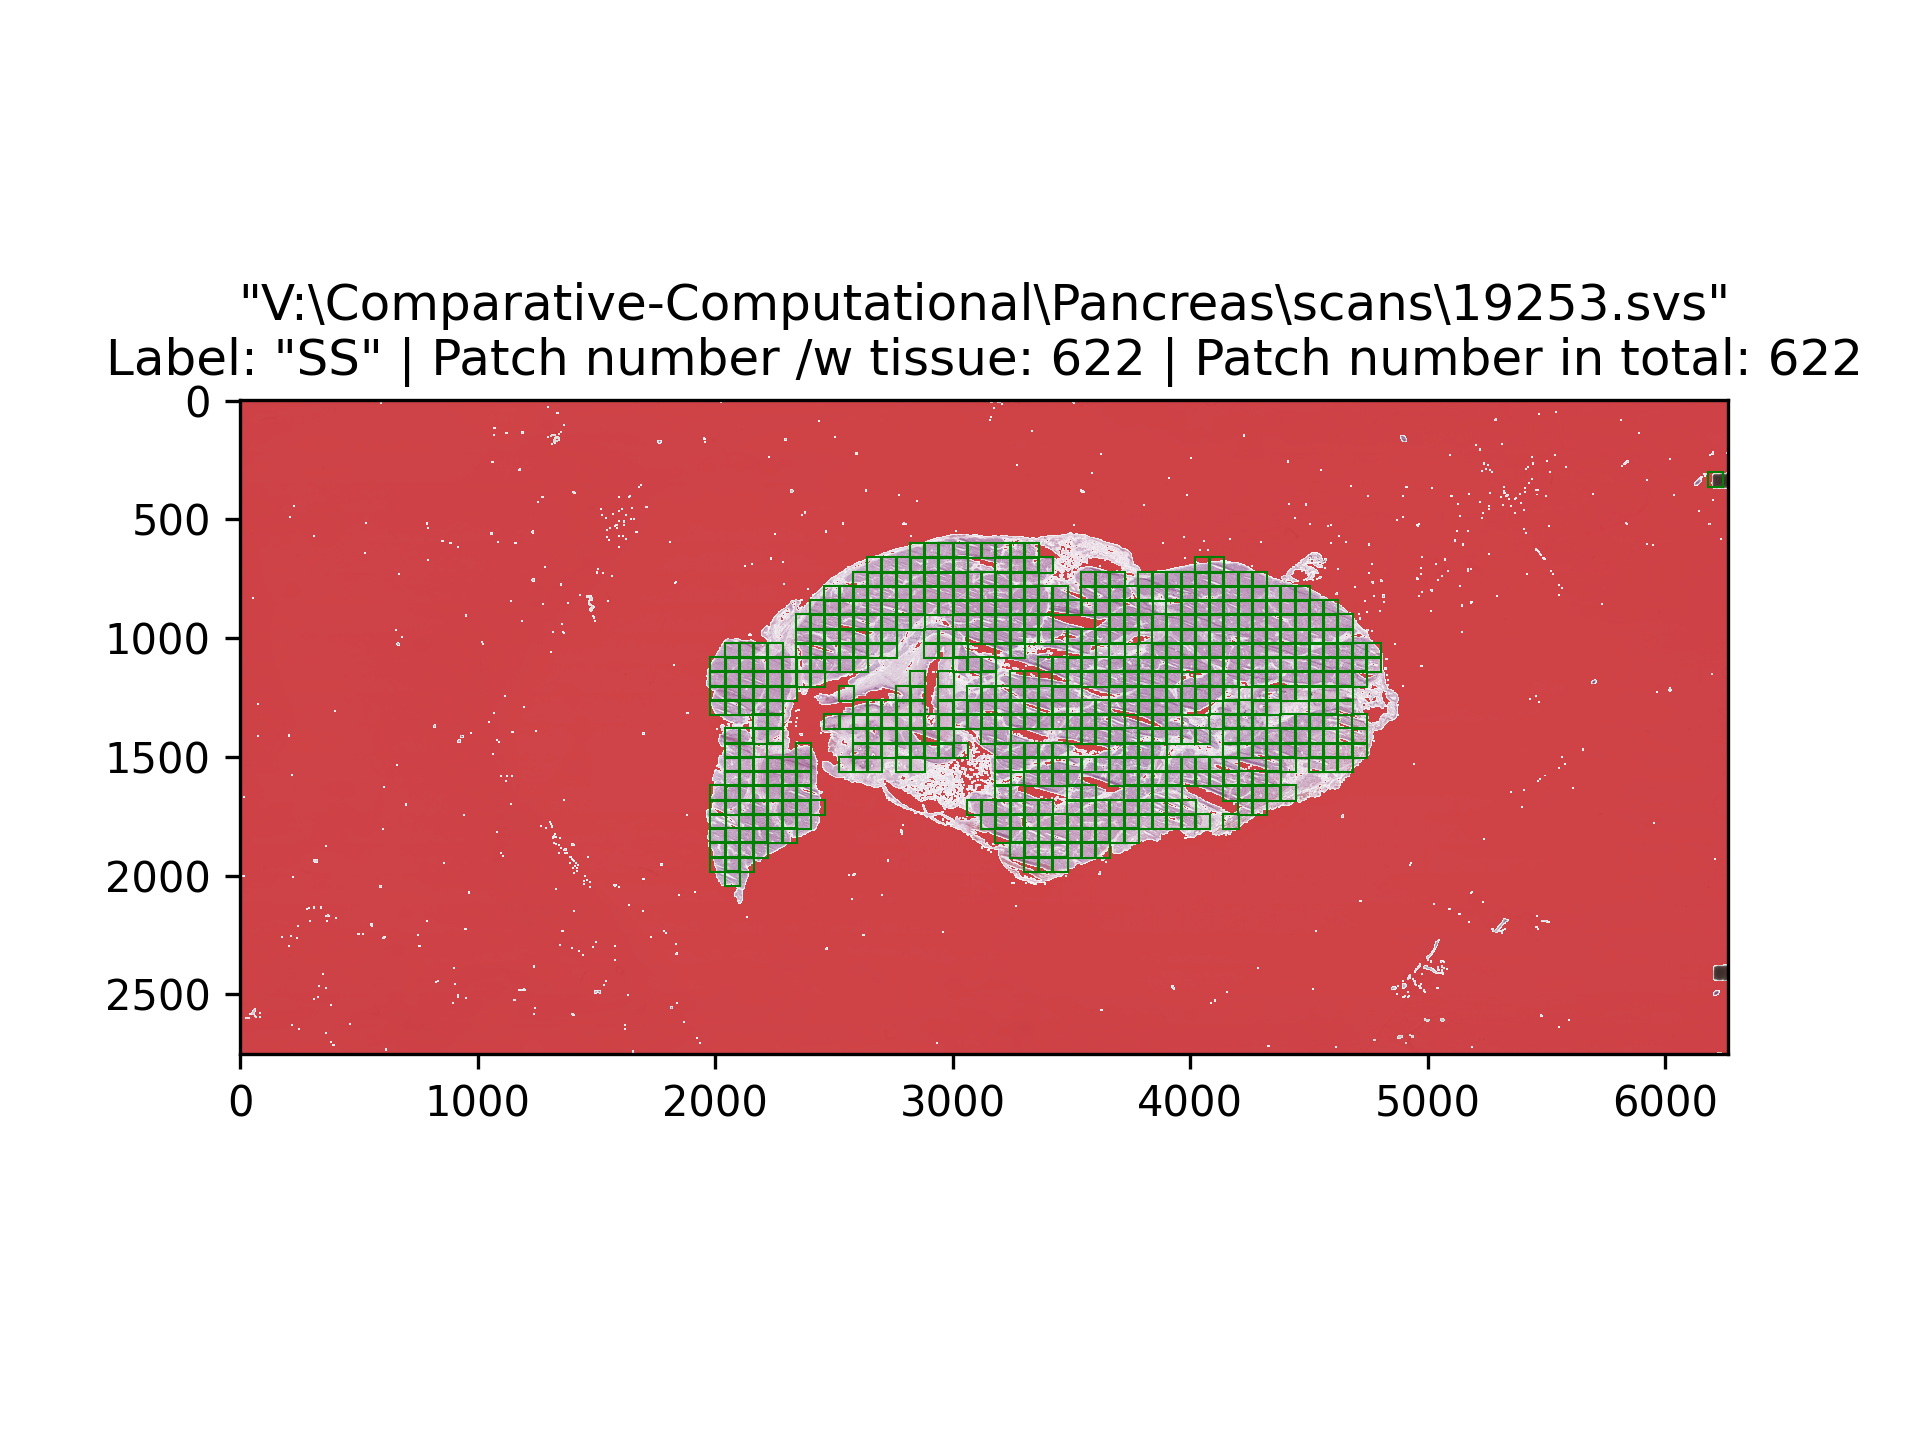 "V:\Comparative-Computational\Pancreas\scans\19253.svs"
Label: "SS" | Patch number /w tissue: 622 | Patch number in total: 622
0
500
1000
1500
2000
2500
0 1000 2000 3000 4000 5000 6000